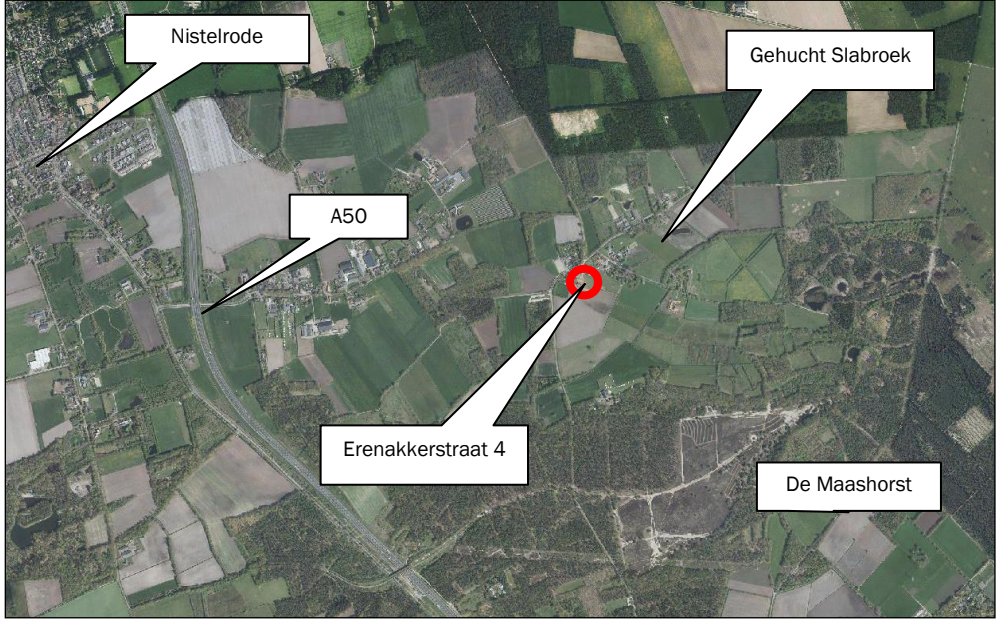 Nistelrode
Gehucht Slabroek
A50
Erenakkerstraat 4
De Maashorst